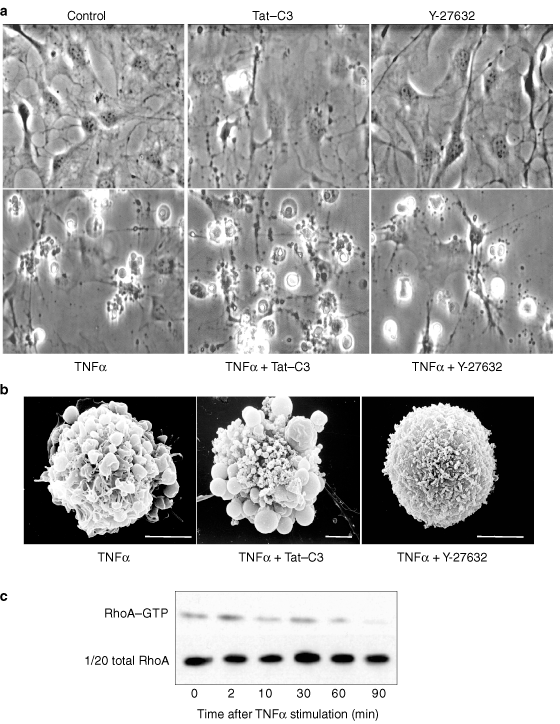 a
Control Tat–C3 Y-27632
TNFα TNFα + Tat–C3 TNFα + Y-27632
b
TNFα TNFα + Tat–C3 TNFα + Y-27632
c
RhoA–GTP
1/20 total RhoA
0 2 10 30 60 90
Time after TNFα stimulation (min)